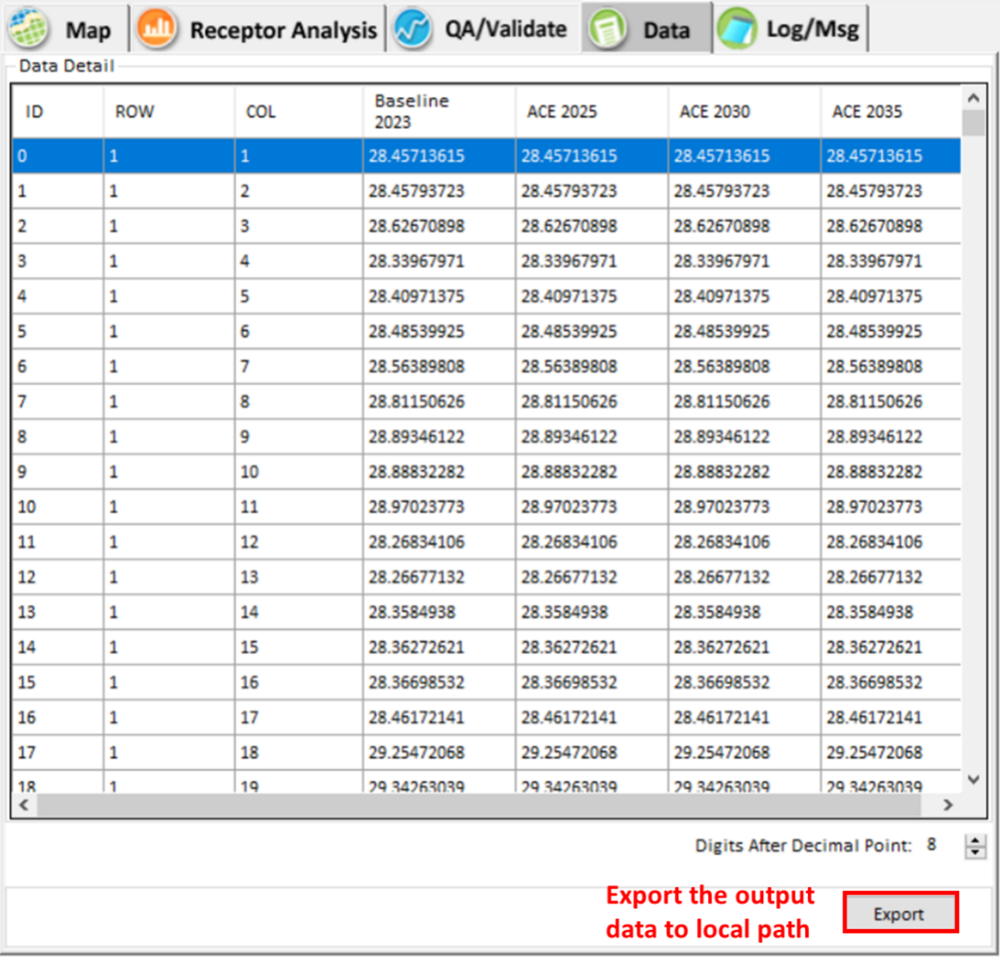 Map Receptor Analysis QA/Validate Data Log/Msg
Data Detail
ID ROW COL Baseline 2023 ACE 2025 ACE 2030 ACE 2035
0 1 1 28.45713615 28.45713615 28.45713615 28.45713615
1 1 2 28.45793723 28.45793723 28.45793723 28.45793723
2 1 3 28.62670898 28.62670898 28.62670898 28.62670898
3 1 4 28.33967971 28.33967971 28.33967971 28.33967971
4 1 5 28.40971375 28.40971375 28.40971375 28.40971375
5 1 6 28.48539925 28.48539925 28.48539925 28.48539925
6 1 7 28.56389808 28.56389808 28.56389808 28.56389808
7 1 8 28.81150626 28.81150626 28.81150626 28.81150626
8 1 9 28.89346122 28.89346122 28.89346122 28.89346122
9 1 10 28.88832282 28.88832282 28.88832282 28.88832282
10 1 11 28.97023773 28.97023773 28.97023773 28.97023773
11 1 12 28.26834106 28.26834106 28.26834106 28.26834106
12 1 13 28.26677132 28.26677132 28.26677132 28.26677132
13 1 14 28.3584938 28.3584938 28.3584938 28.3584938
14 1 15 28.36272621 28.36272621 28.36272621 28.36272621
15 1 16 28.36698532 28.36698532 28.36698532 28.36698532
16 1 17 28.46172141 28.46172141 28.46172141 28.46172141
17 1 18 29.25472068 29.25472068 29.25472068 29.25472068
18 1 19 29.34263039 29.34263039 29.34263039 29.34263039
Digits After Decimal Point: 8
Export the output
data to local path
Export